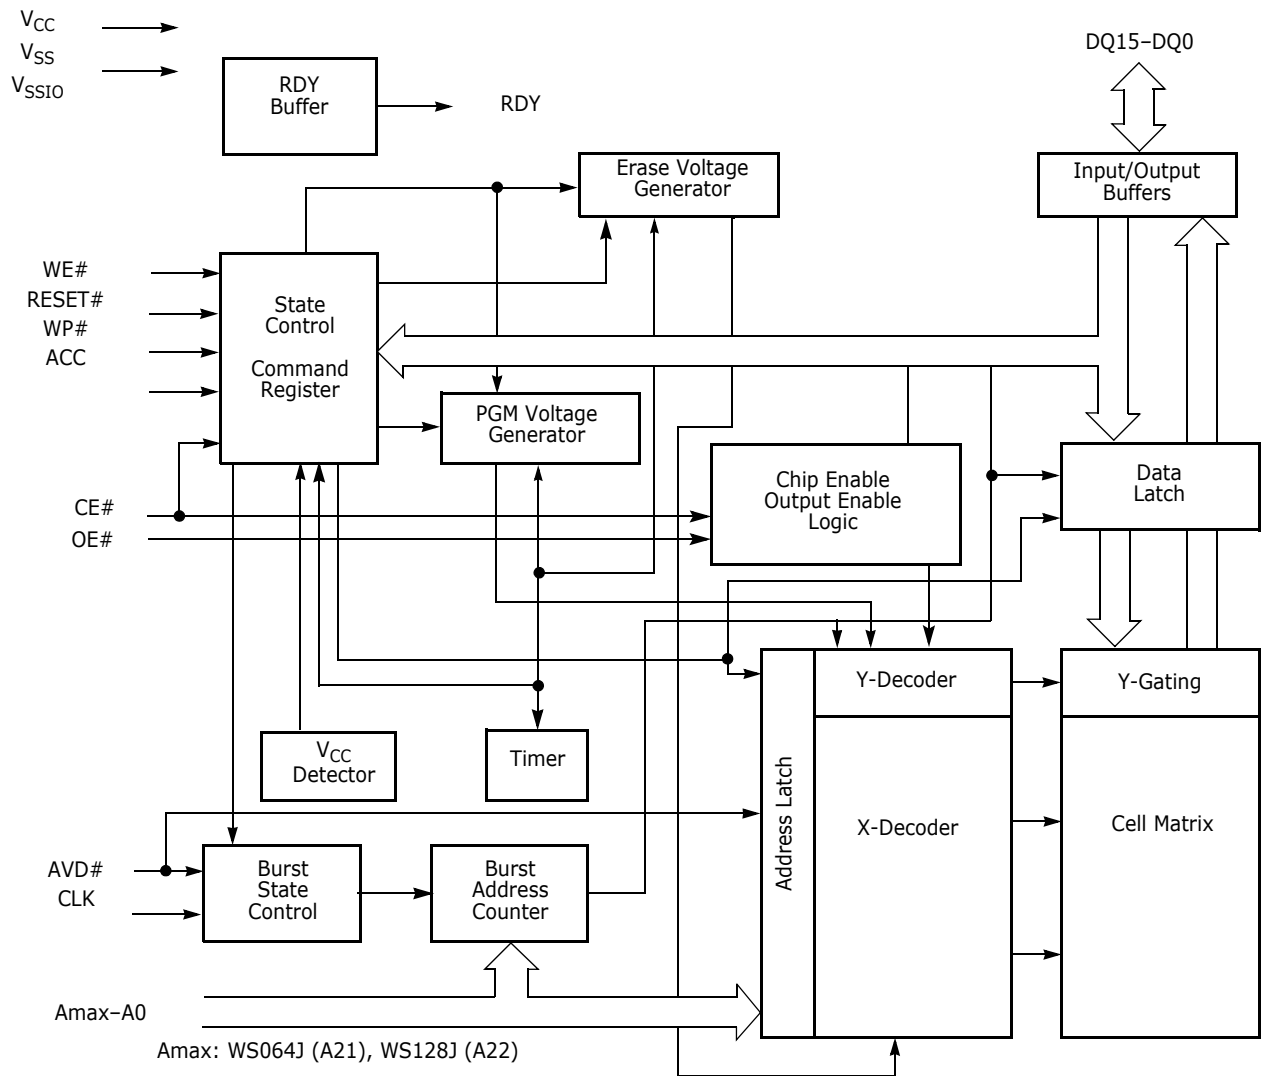 VCC
VSS
VSSIO
RDY
Buffer
RDY
DQ15–DQ0
Erase Voltage
Generator
Input/Output
Buffers
WE#
RESET#
WP#
ACC
State
Control
Command
Register
PGM Voltage
Generator
Chip Enable
Output Enable
Logic
Data
Latch
CE#
OE#
Y-Decoder
Y-Gating
VCC
Detector
Timer
Address Latch
X-Decoder
Cell Matrix
AVD#
CLK
Burst
State
Control
Burst
Address
Counter
Amax–A0
Amax: WS064J (A21), WS128J (A22)